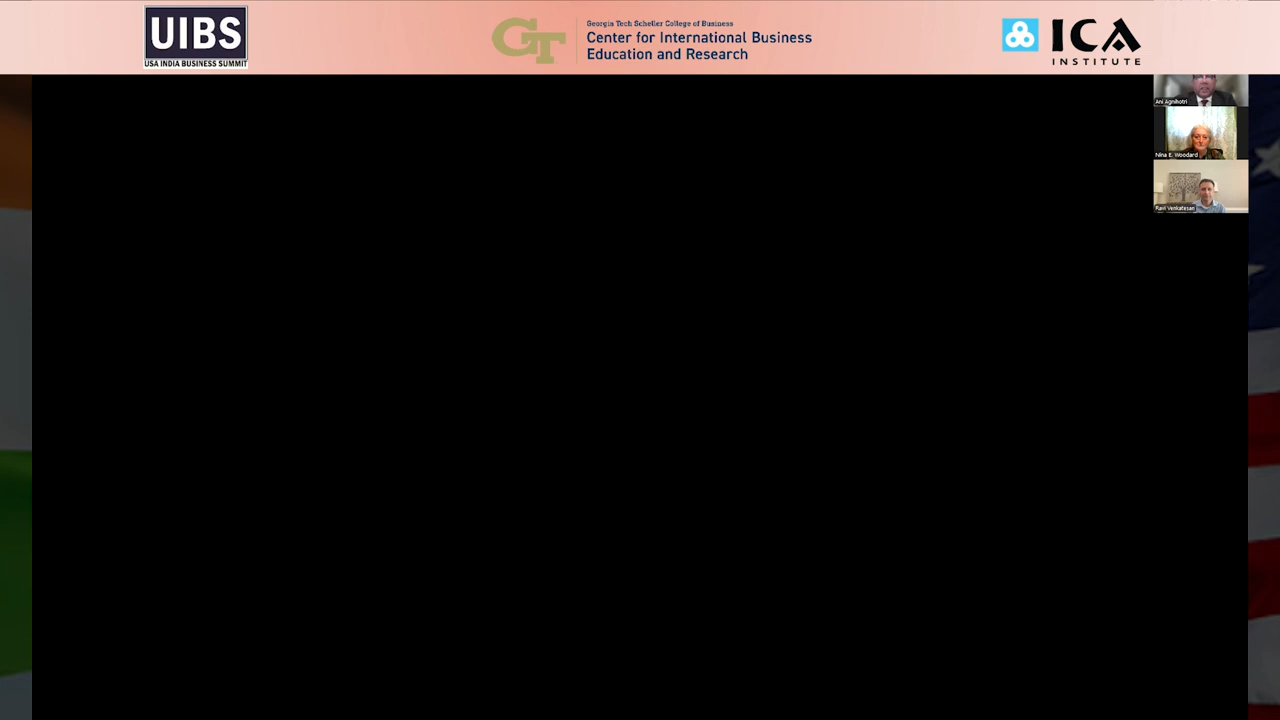 UIBS
USA INDIA BUSINESS SUMMIT
GT
Georgia Tech Scheller College of Business
Center for International Business
Education and Research
ICA
INSTITUTE
Ani Agnihotri
Nina E. Woodard
Ravi Venkatesan